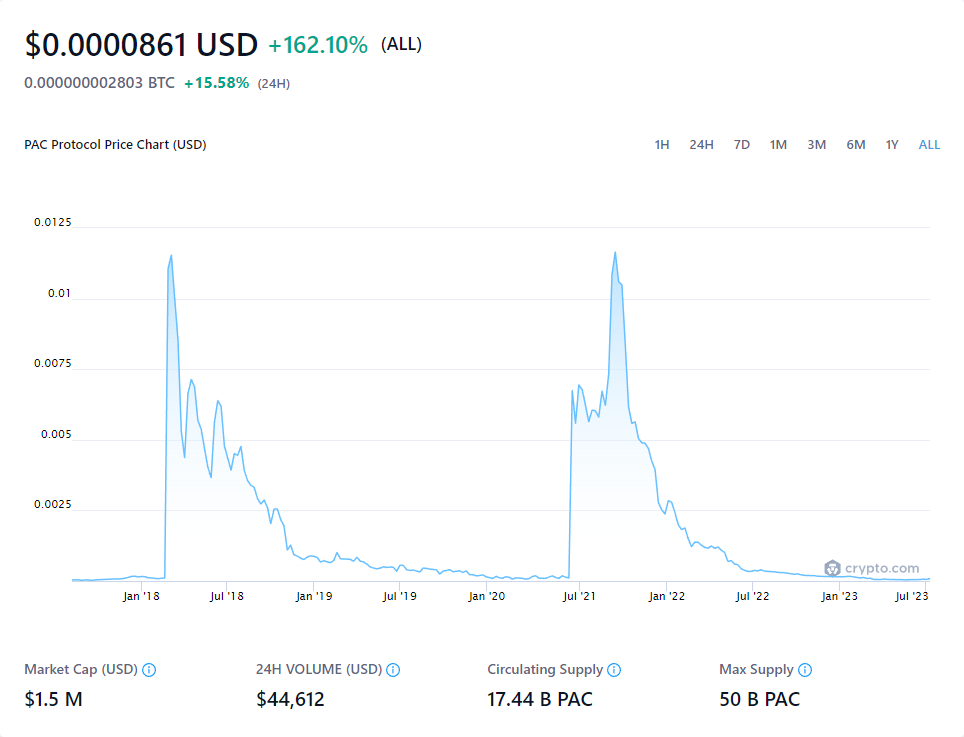 $0.0000861 USD +162.10% (ALL)
0.000000002803 BTC +15.58% (24H)
PAC Protocol Price Chart (USD) 1H 24H 7D 1M 3M 6M 1Y ALL
0.0125
0.01
0.0075
0.005
0.0025
crypto.com
Jan '18 Jul '18 Jan '19 Jul '19 Jan '20 Jul '21 Jan '22 Jul '22 Jan '23 Jul '23
Market Cap (USD) 24H VOLUME (USD) Circulating Supply Max Supply
$1.5 M $44,612 17.44 B PAC 50 B PAC